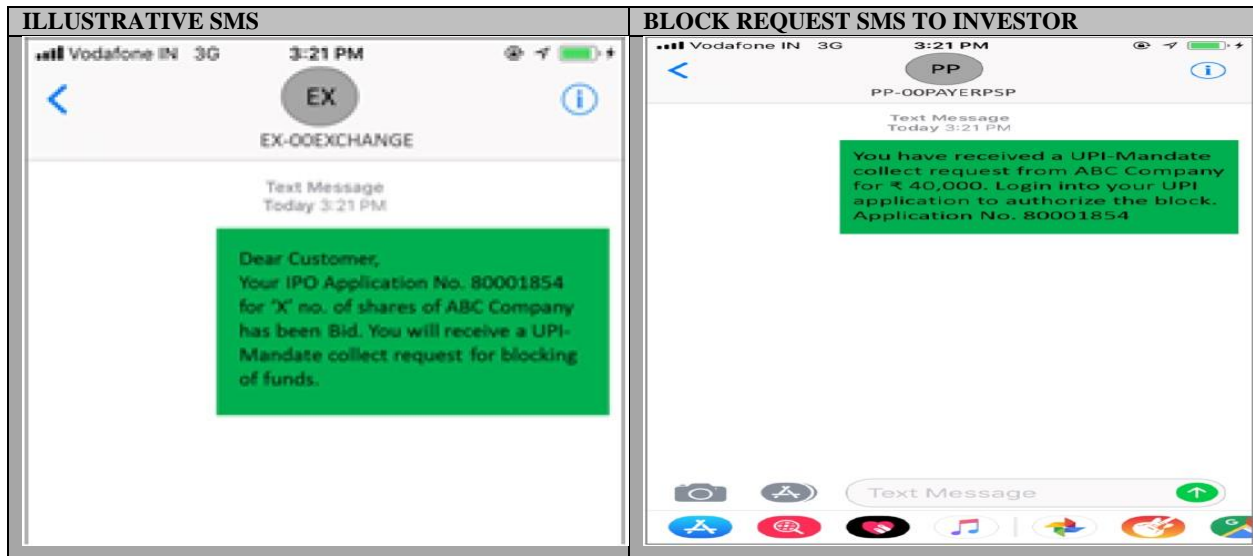 ILLUSTRATIVE SMS
Vodafone IN 3G 3:21 PM
EX
EX-00EXCHANGE
Text Message
Today 3:21 PM
Dear Customer,
Your IPO Application No. 80001854
for 'X' no. of shares of ABC Company
has been Bid. You will receive a UPI-
Mandate collect request for blocking
of funds.
BLOCK REQUEST SMS TO INVESTOR
Vodafone IN 3G 3:21 PM
PP
PP-00PAYERPSP
Text Message
Today 3:21 PM
You have received a UPI-Mandate
collect request from ABC Company
for ₹ 40,000. Login into your UPI
application to authorize the block.
Application No. 80001854
Text Message